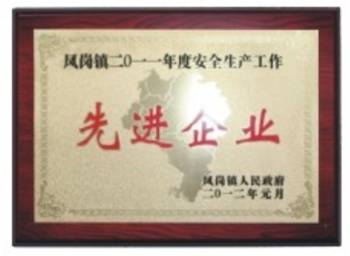 凤岗镇二〇一一年度安全生产工作
先进企业
凤岗镇人民政府
二〇一二年元月